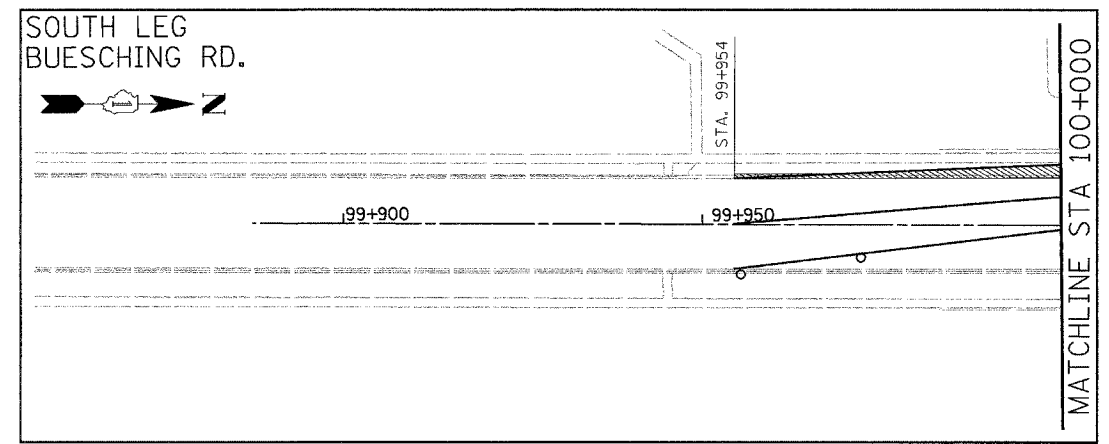 SOUTH LEG
BUESCHING RD.
N
STA. 99+954
99+900
99+950
MATCHLINE STA 100+000